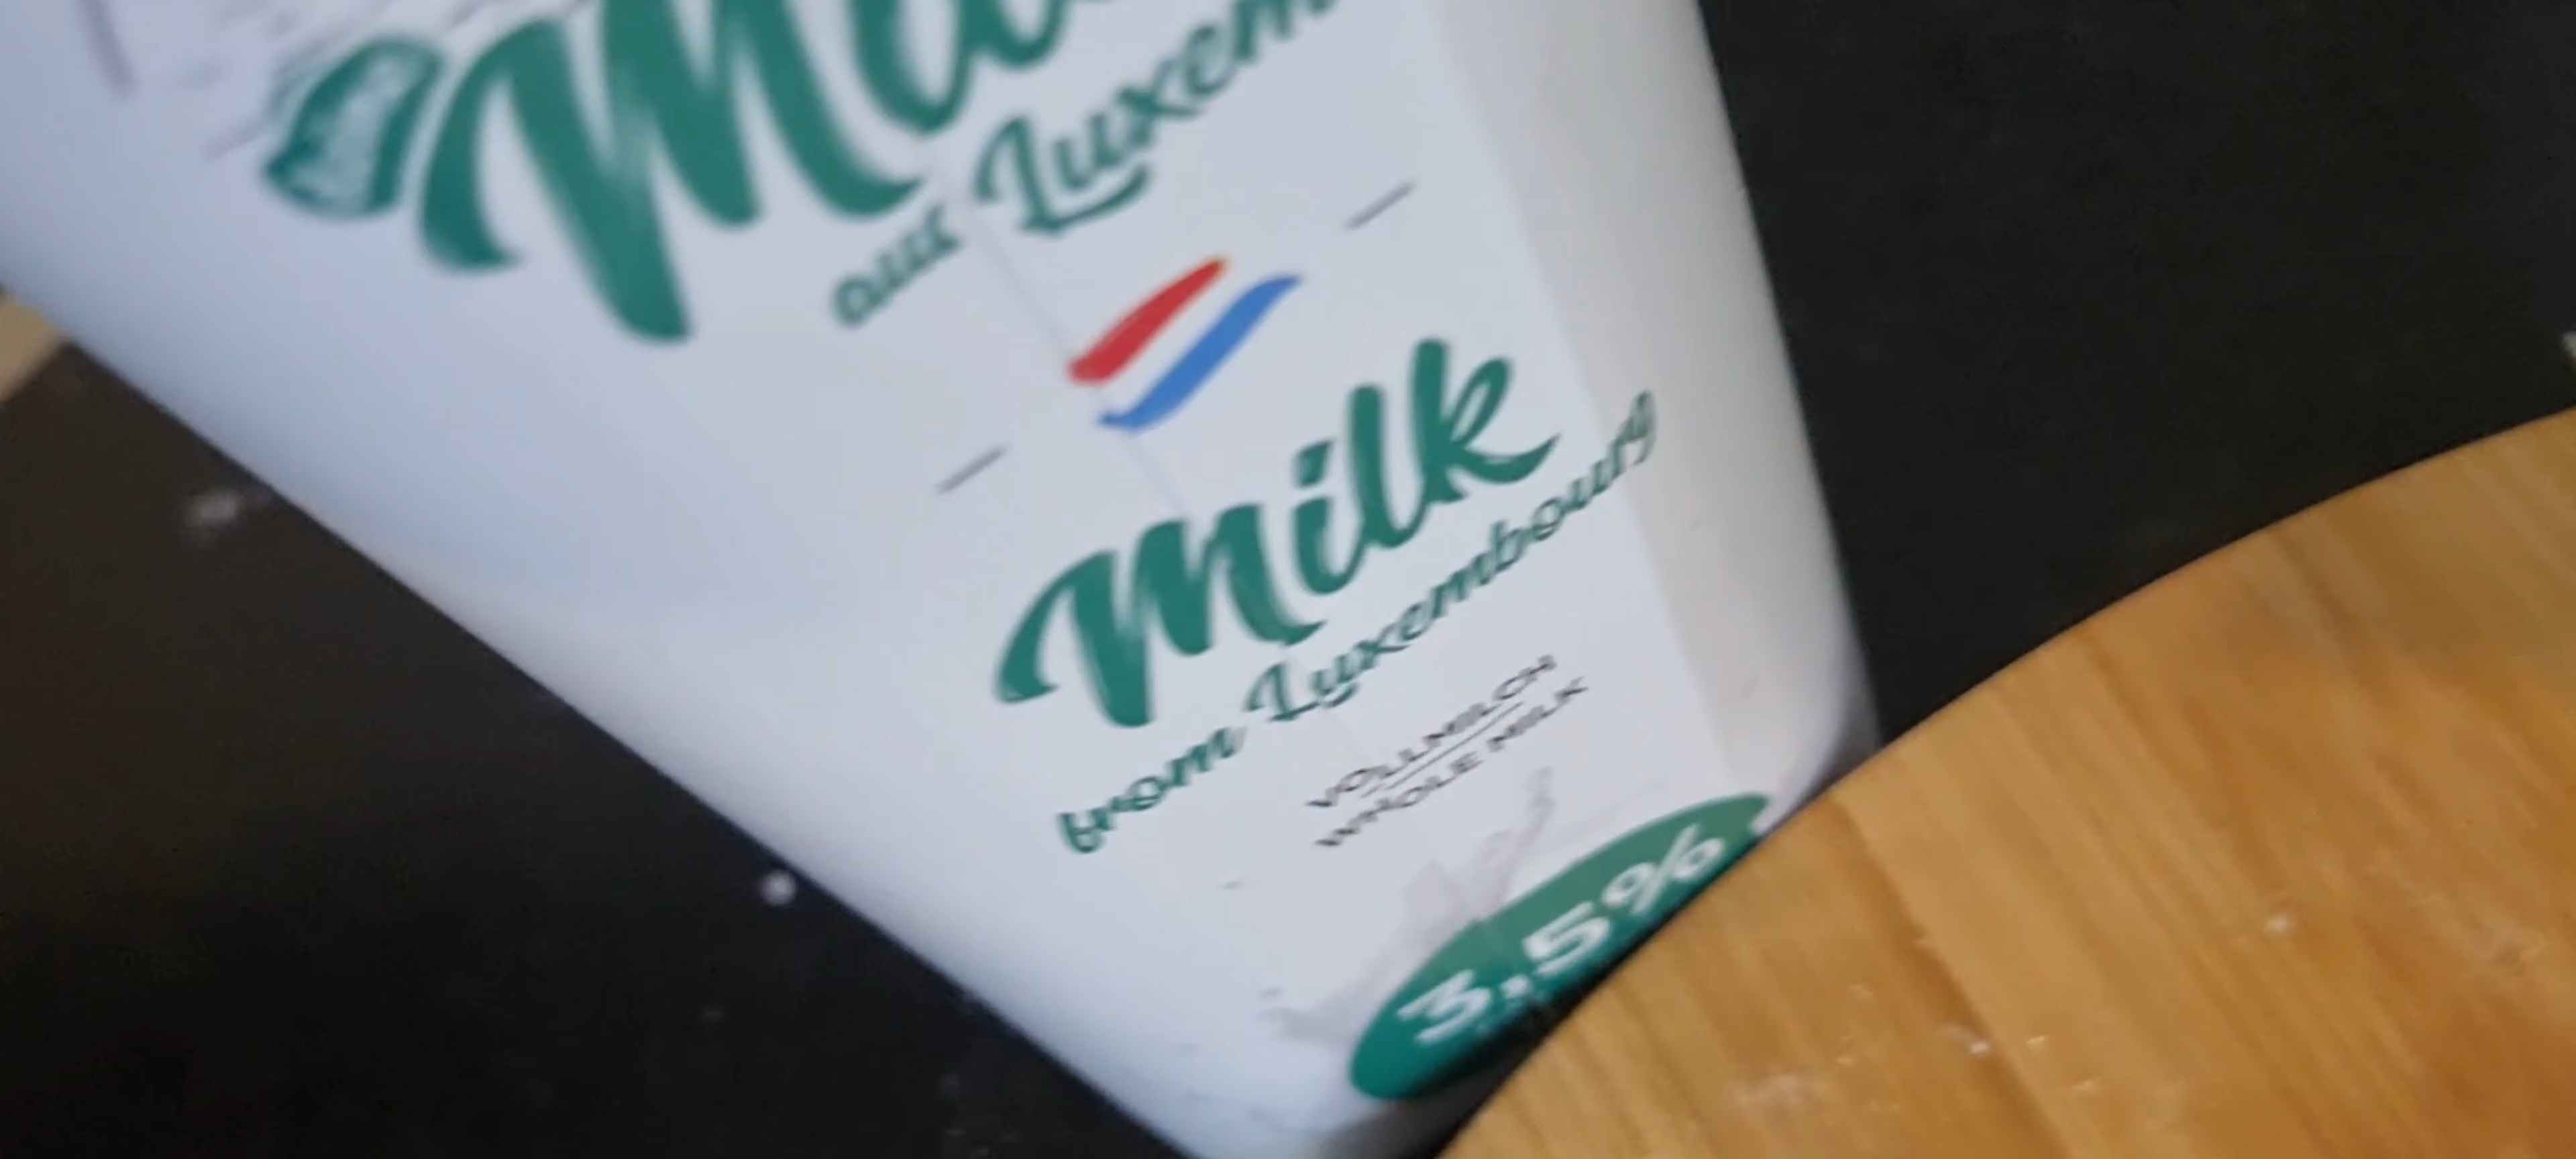 aus Luxem
Milk
from Luxembourg
VOLLMILCH
WHOLE MILK
3,5%